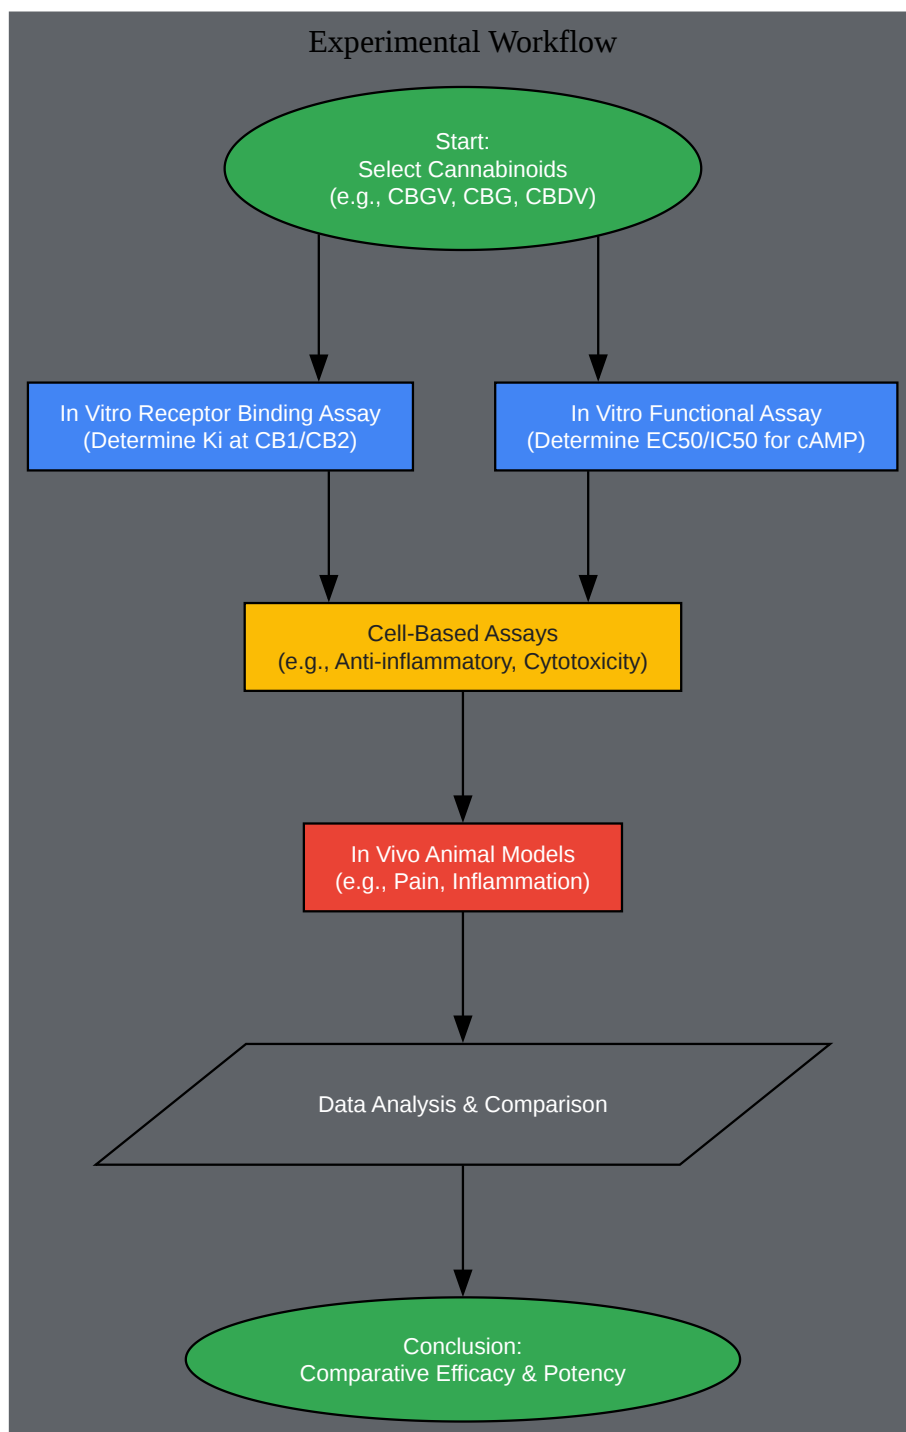 Experimental Workflow
Start:
Select Cannabinoids
(e.g., CBGV, CBG, CBDV)
In Vitro Receptor Binding Assay
(Determine Ki at CB1/CB2)
In Vitro Functional Assay
(Determine EC50/IC50 for cAMP)
Cell-Based Assays
(e.g., Anti-inflammatory, Cytotoxicity)
In Vivo Animal Models
(e.g., Pain, Inflammation)
Data Analysis & Comparison
Conclusion:
Comparative Efficacy & Potency